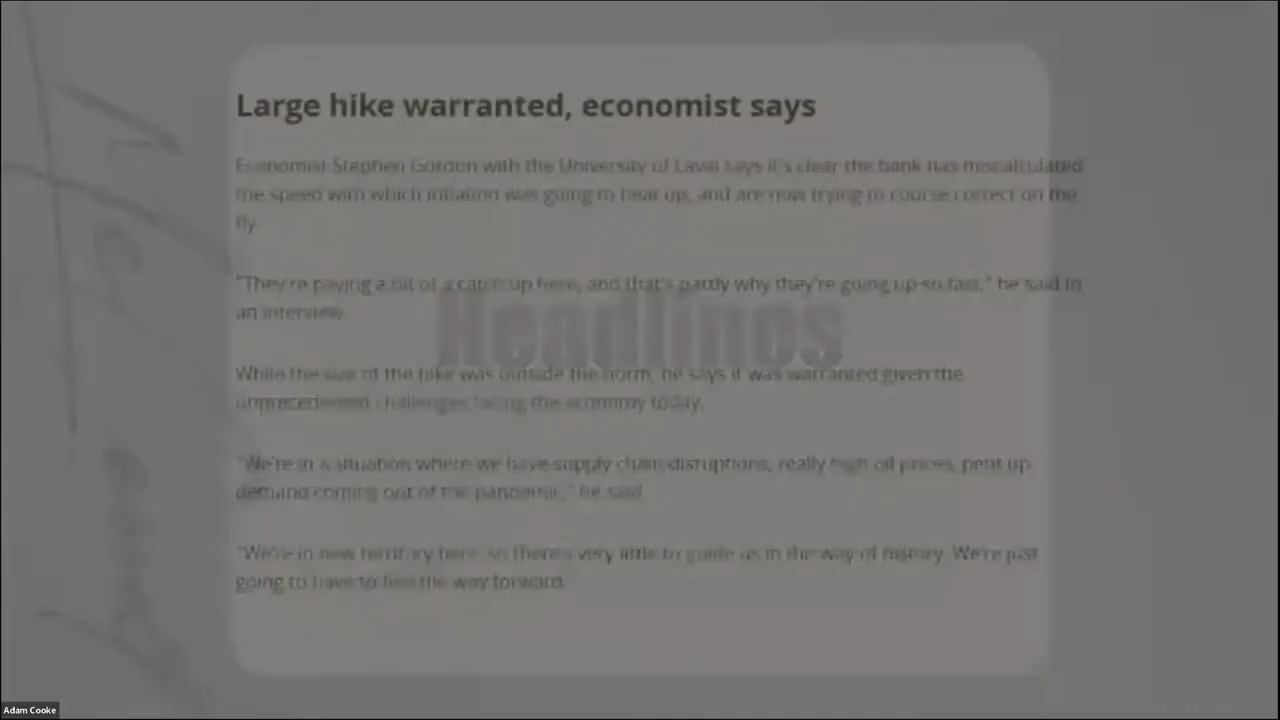 Large hike warranted, economist says
Economist Stephen Gordon with the University of Laval says it's clear the bank has miscalculated
the speed with which inflation was going to heat up, and are now trying to course correct on the
fly.
"They're paying a bit of a catch up here, and that's partly why they're going up so fast," he said in
an interview.
Headlines
While the size of the hike was outside the norm, he says it was warranted given the
unprecedented challenges facing the economy today.
"We're in a situation where we have supply chain disruptions, really high oil prices, pent up
demand coming out of the pandemic," he said.
"We're in new territory here, so there's very little to guide us in the way of history. We're just
going to have to feel the way forward.
Adam Cooke